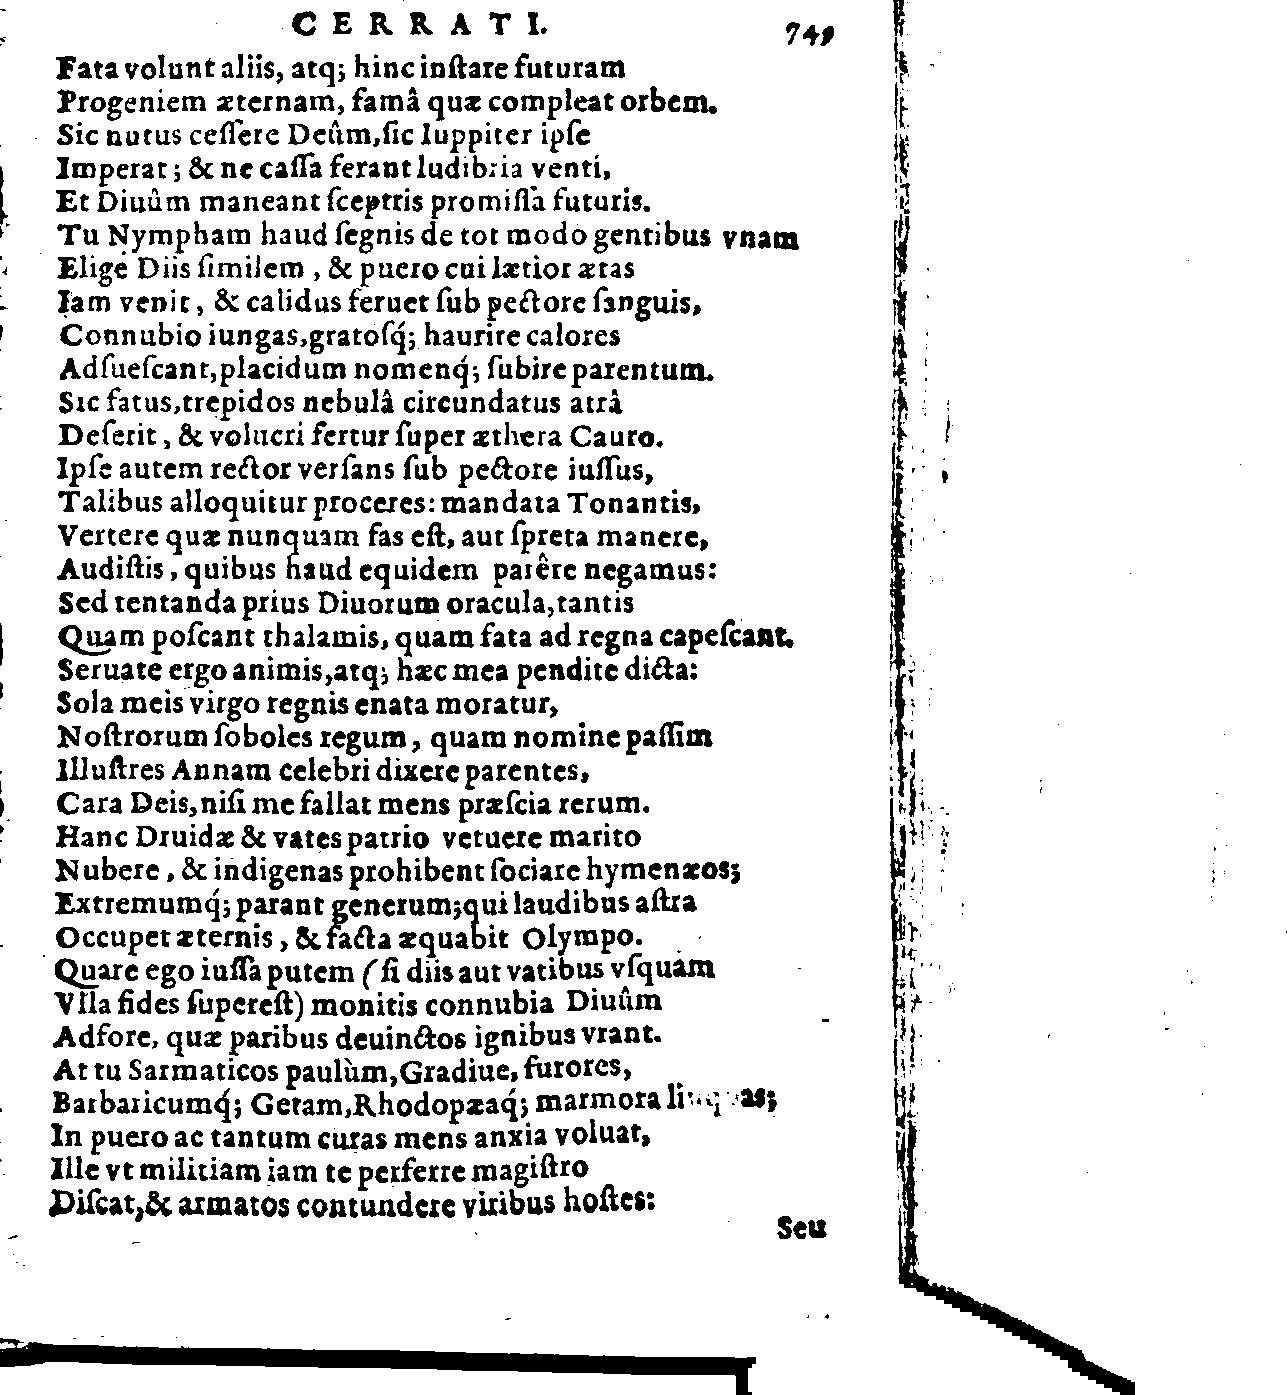 CERRATI. 749
Fata volunt aliis, atq; hinc inſtare futuram
Progeniem æternam, famâ quæ compleat orbem.
Sic nutus ceſſere Deûm, ſic Iuppiter ipſe
Imperat; & ne caſſa ferant ludibria venti,
Et Diuûm maneant ſceptris promiſſa futuris.
Tu Nympham haud ſegnis de tot modo gentibus vnam
Elige Diis ſimilem, & puero cui lætior ætas
Iam venit, & calidus feruet ſub pectore ſanguis,
Connubio iungas, gratoſq́; haurire calores
Adſueſcant, placidum nomenq́; ſubire parentum.
Sic fatus, trepidos nebulâ circundatus atrâ
Deſerit, & volucri fertur ſuper æthera Cauro.
Ipſe autem rector verſans ſub pectore iuſſus,
Talibus alloquitur proceres: mandata Tonantis,
Vertere quæ nunquam fas eſt, aut ſpreta manere,
Audiſtis, quibus haud equidem parêre negamus:
Sed tentanda prius Diuorum oracula, tantis
Quam poſcant thalamis, quam fata ad regna capeſcant.
Seruate ergo animis, atq; hæc mea pendite dicta:
Sola meis virgo regnis enata moratur,
Noſtrorum ſoboles regum, quam nomine paſſim
Illuſtres Annam celebri dixere parentes,
Cara Deis, niſi me fallat mens præſcia rerum.
Hanc Druidæ & vates patrio vetuere marito
Nubere, & indigenas prohibent ſociare hymenæos;
Extremumq́; parant generum; qui laudibus aſtra
Occupet æternis, & facta æquabit Olympo.
Quare ego iuſſa putem (ſi diis aut vatibus vſquam
Vlla fides ſupereſt) monitis connubia Diuûm
Adfore, quæ paribus deuinctos ignibus vrant.
At tu Sarmaticos paulùm, Gradiue, furores,
Barbaricumq́; Getam, Rhodopæaq́; marmora
In puero ac tantum curas mens anxia voluat,
Ille vt militiam iam te perferre magiſtro
Diſcat, & armatos contundere viribus hoſtes:
Seu